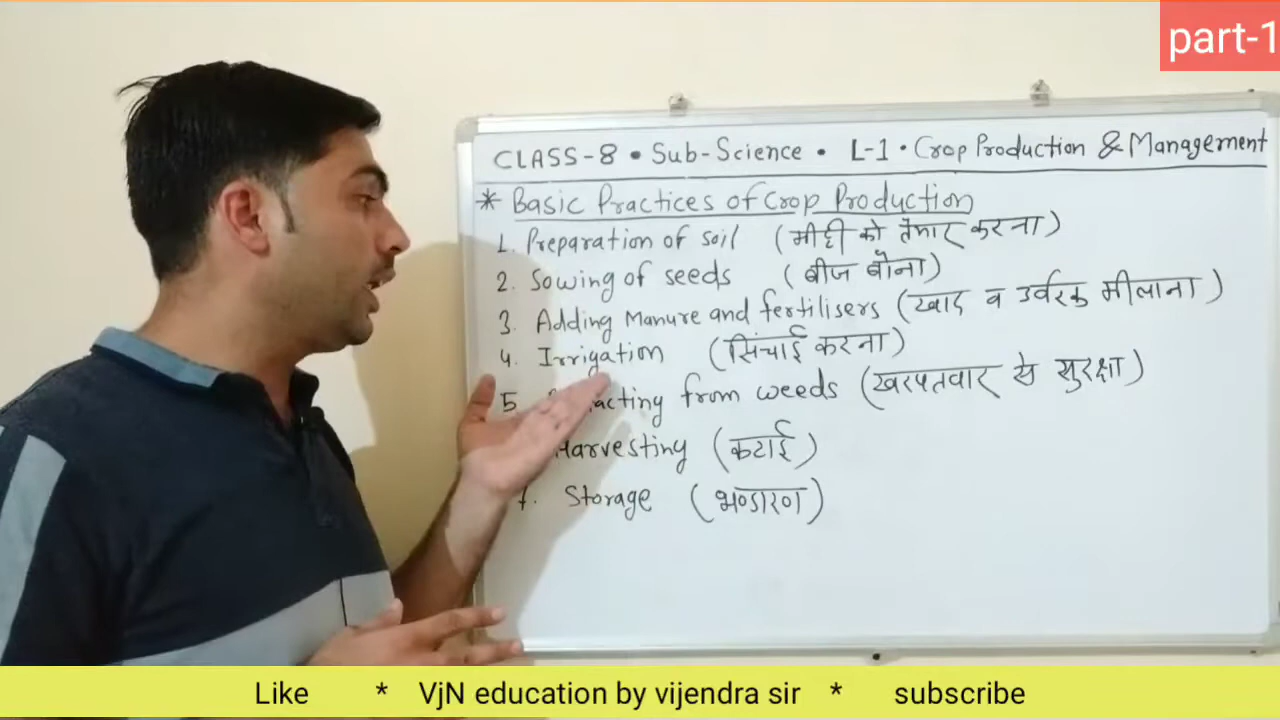 part-1
CLASS-8 • Sub-Science • L-1 • Crop Production & Management
* Basic Practices of Crop Production
1. Preparation of soil (मीट्टी को तैयार करना)
2. Sowing of seeds (बीज बोना)
3. Adding Manure and fertilisers (खाद व उर्वरक मीलाना)
4. Irrigation (सिंचाई करना)
5 from weeds (खरपतवार से सुरक्षा)
Harvesting (कटाई)
7. Storage (भण्डारण)
Like * VjN education by vijendra sir * subscribe